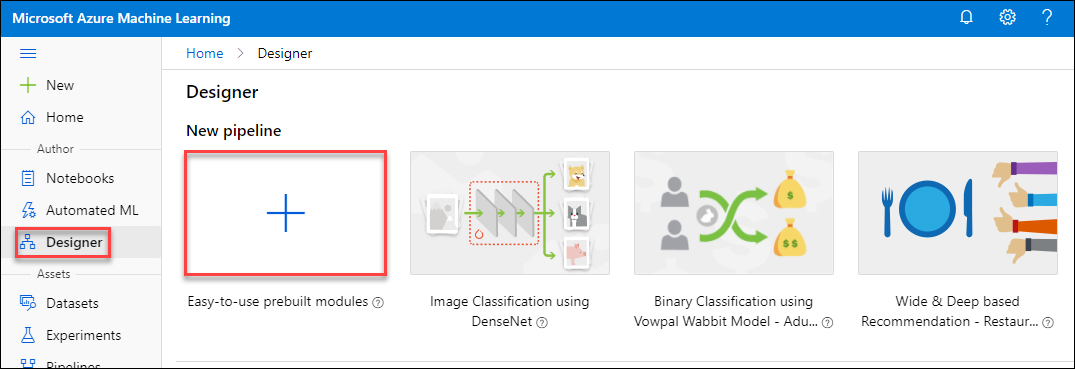 Microsoft Azure Machine Learning
Home > Designer
New
Home
Author
Notebooks
Automated ML
Designer
Assets
Datasets
Experiments
Pipelines
Designer
New pipeline
Easy-to-use prebuilt modules
Image Classification using
DenseNet
$
$ $
Binary Classification using
Vowpal Wabbit Model - Adu...
Wide & Deep based
Recommendation - Restaur...